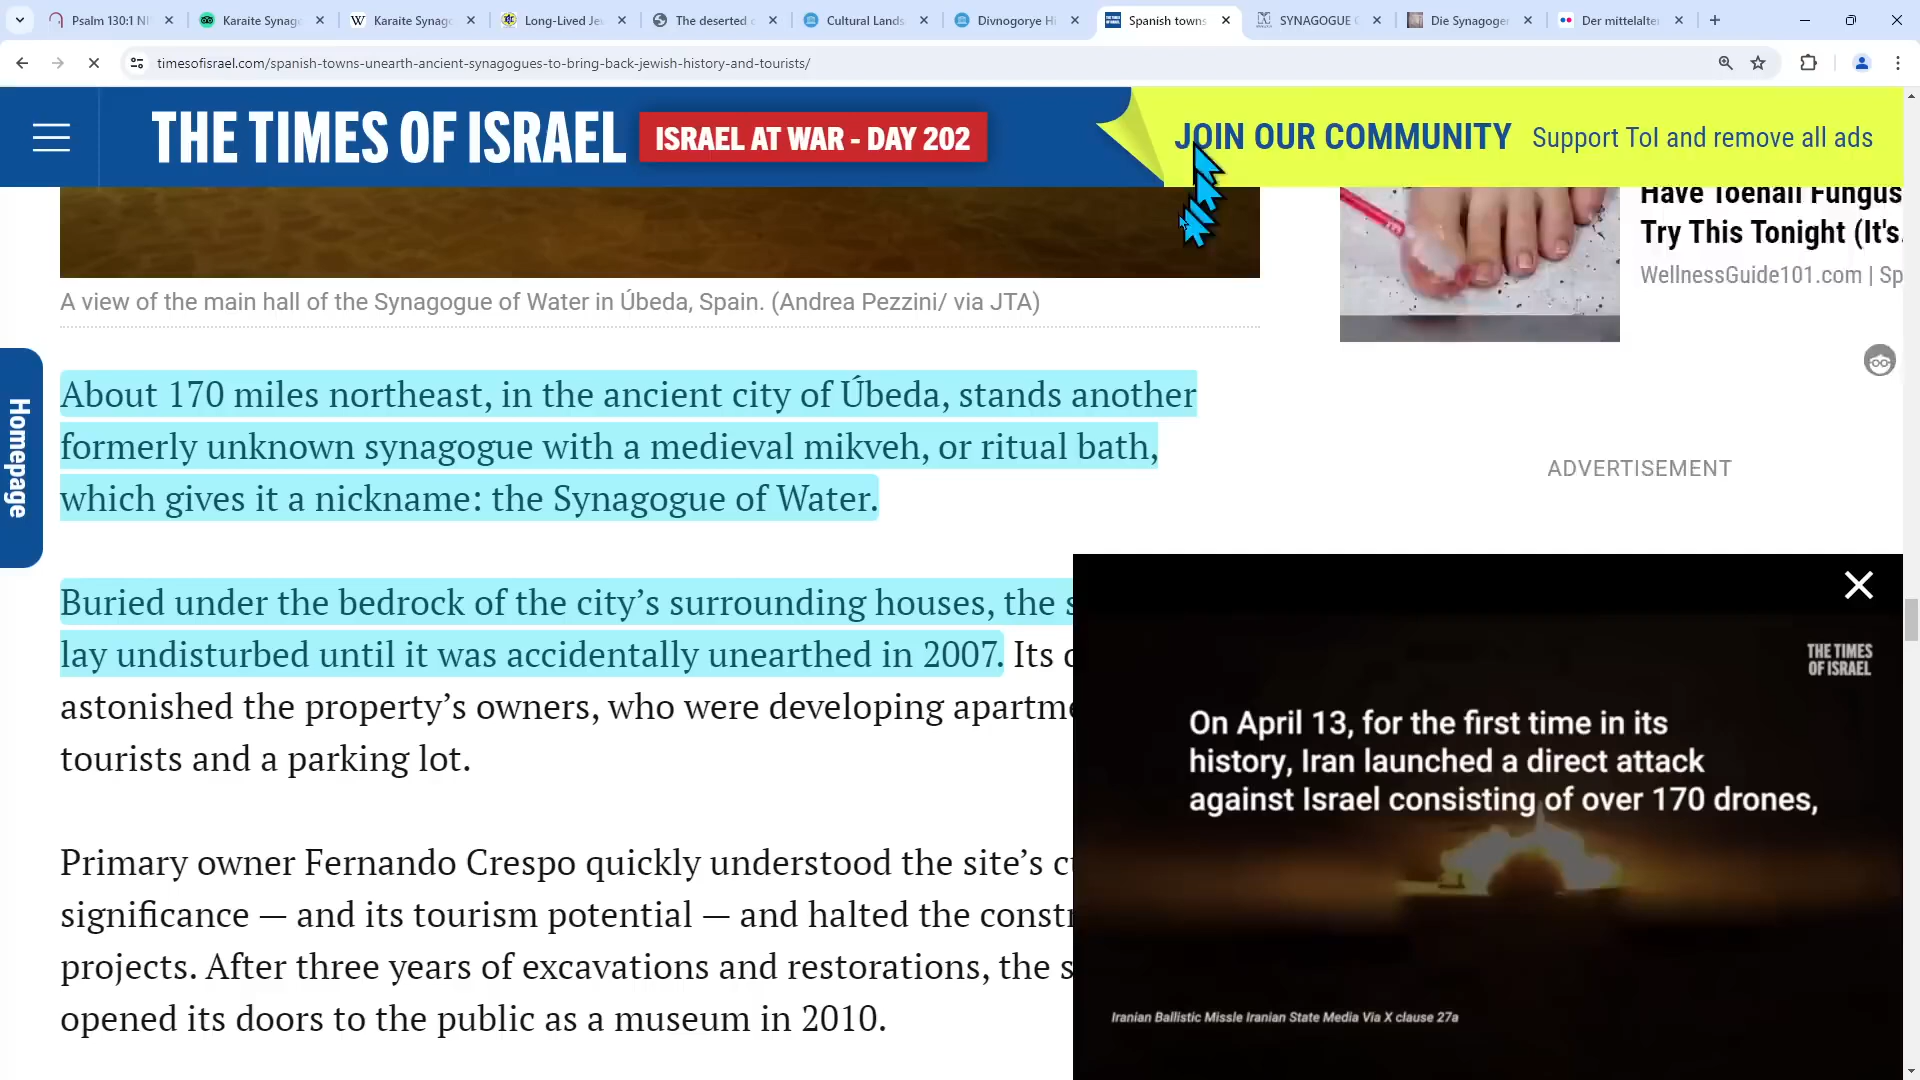 Psalm 130:1 NI
Karaite Synag
Karaite Synag
Long-Lived Je
The deserted c
Cultural Lands
Divnogorye Hi
Spanish towns
SYNAGOGUE
Die Synagoge
Der mittelalte
timesofisrael.com/spanish-towns-unearth-ancient-synagogues-to-bring-back-jewish-history-and-tourists/
THE TIMES OF ISRAEL
ISRAEL AT WAR - DAY 202
JOIN OUR COMMUNITY Support ToI and remove all ads
Have Toenail Fungus
Try This Tonight (It's.
WellnessGuide101.com | Sp
A view of the main hall of the Synagogue of Water in Úbeda, Spain. (Andrea Pezzini/ via JTA)
Homepage
About 170 miles northeast, in the ancient city of Úbeda, stands another
formerly unknown synagogue with a medieval mikveh, or ritual bath,
which gives it a nickname: the Synagogue of Water.
ADVERTISEMENT
Buried under the bedrock of the city's surrounding houses, the s
lay undisturbed until it was accidentally unearthed in 2007. Its
astonished the property's owners, who were developing apartme
tourists and a parking lot.
Primary owner Fernando Crespo quickly understood the site's c
significance — and its tourism potential — and halted the constr
projects. After three years of excavations and restorations, the s
opened its doors to the public as a museum in 2010.
THE TIMES
OF ISRAEL
On April 13, for the first time in its
history, Iran launched a direct attack
against Israel consisting of over 170 drones,
Iranian Ballistic Missle Iranian State Media Via X clause 27a